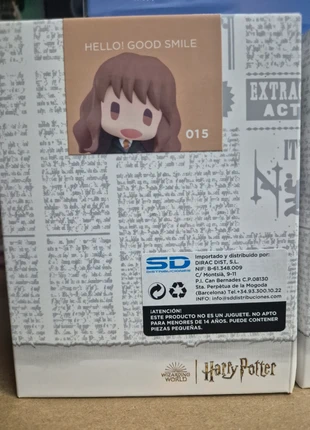 HELLO! GOOD SMILE
015
EXTRA
ACT
SD
DISTRIBUCIONES
Importado y distribuido por:
DIRAC DIST, S.L.
NIF: B-61.348.009
C/ Montsià, 9-11
P.I. Can Bernades C.P.08130
Sta. Perpètua de la Mogoda
(Barcelona) Tel.+34.93.300.10.22
info@sddistribuciones.com
¡ATENCIÓN!
ESTE PRODUCTO NO ES UN JUGUETE. NO APTO
PARA MENORES DE 14 AÑOS. PUEDE CONTENER
PIEZAS PEQUEÑAS.
WIZARDING
WORLD
Harry Potter